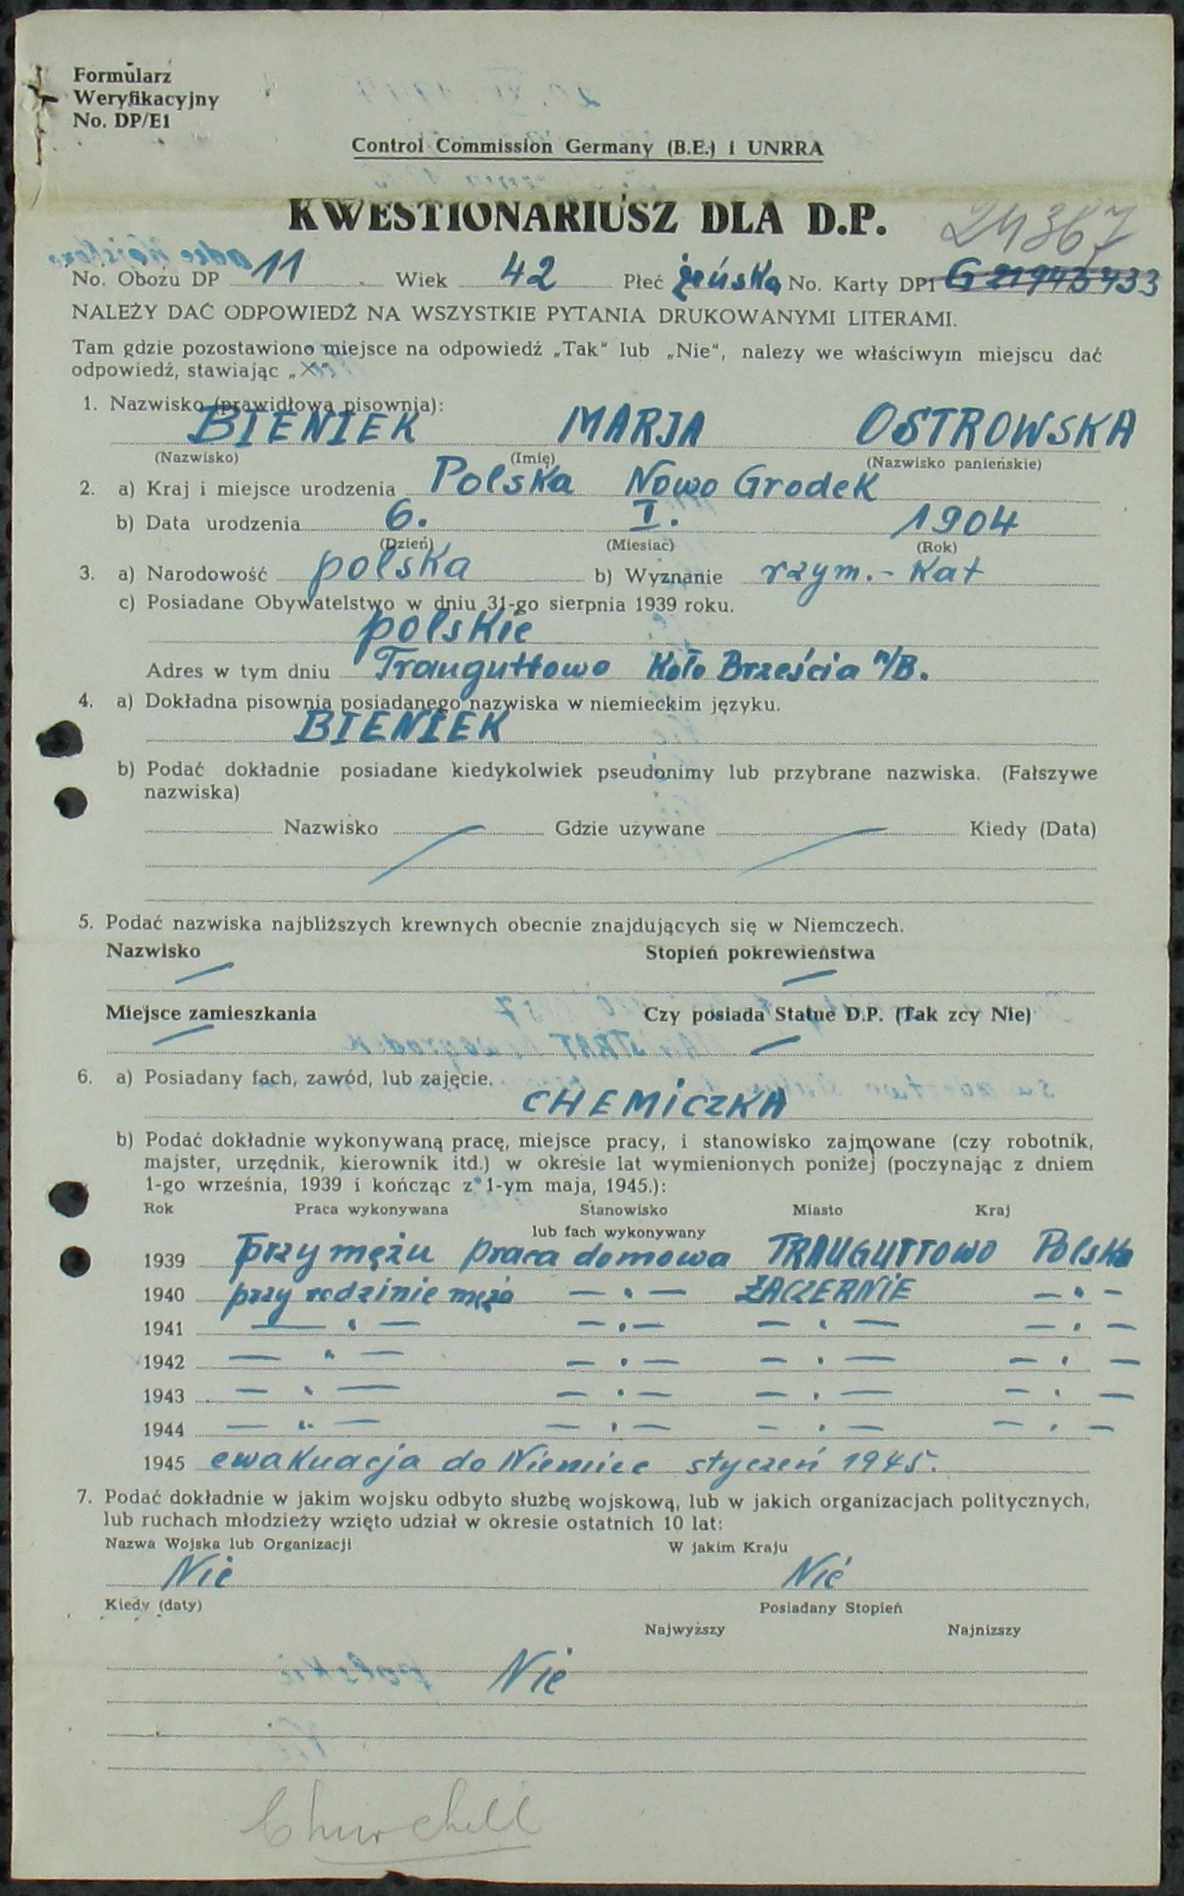 Formularz
Weryfikacyjny
No. DP/E1
Control Commission Germany (B.E.) i UNRRA
KWESTIONARIUSZ DLA D.P.
24367
No. Obozu DP 11 Wiek 42 Płeć żeńska No. Karty DP1 G 21943433
NALEŻY DAĆ ODPOWIEDŹ NA WSZYSTKIE PYTANIA DRUKOWANYMI LITERAMI.
Tam gdzie pozostawiono miejsce na odpowiedź „Tak“ lub „Nie“, nalezy we właściwym miejscu dać
odpowiedź, stawiając „X“
1. Nazwisko (prawidłowa pisownia):
BIENIEK MARJA OSTROWSKA
(Nazwisko) (Imię) (Nazwisko panieńskie)
2. a) Kraj i miejsce urodzenia Polska Nowo Grodek
b) Data urodzenia 6. I. 1904
(Dzień) (Miesiać) (Rok)
3. a) Narodowość polska b) Wyznanie rzym.- Kat
c) Posiadane Obywatelstwo w dniu 31-go sierpnia 1939 roku.
polskie
Adres w tym dniu Trauguttowo Koło Brześcia n/B.
4. a) Dokładna pisownia posiadanego nazwiska w niemieckim języku.
BIENIEK
b) Podać dokładnie posiadane kiedykolwiek pseudonimy lub przybrane nazwiska. (Fałszywe
nazwiska)
Nazwisko Gdzie używane Kiedy (Data)
5. Podać nazwiska najbliższych krewnych obecnie znajdujących się w Niemczech.
Nazwisko Stopień pokrewieństwa
Miejsce zamieszkania Czy posiada Statue D.P. (Tak zcy Nie)
6. a) Posiadany fach, zawód, lub zajęcie.
CHEMICZKA
b) Podać dokładnie wykonywaną pracę, miejsce pracy, i stanowisko zajmowane (czy robotnik,
majster, urzędnik, kierownik itd.) w okresie lat wymienionych poniżej (poczynając z dniem
1-go września, 1939 i kończąc z 1-ym maja, 1945.):
Rok Praca wykonywana Stanowisko Miasto Kraj
lub fach wykonywany
1939 przy mężu praca domowa TRAUGUTTOWO Polska
1940 przy rodzinie męża — · — ZACZERNIE — · —
1941 — · — — · — — · — — · —
1942 — · — — · — — · — — · —
1943 — · — — · — — · — — · —
1944 — · — — · — — · — — · —
1945 ewakuacja do Niemiec styczeń 1945.
7. Podać dokładnie w jakim wojsku odbyto służbę wojskową, lub w jakich organizacjach politycznych,
lub ruchach młodzieży wzięto udział w okresie ostatnich 10 lat:
Nazwa Wojska lub Organizacji W jakim Kraju
Nie Nie
Kiedy (daty) Posiadany Stopień
Najwyższy Najnizszy
Nie
Churchell